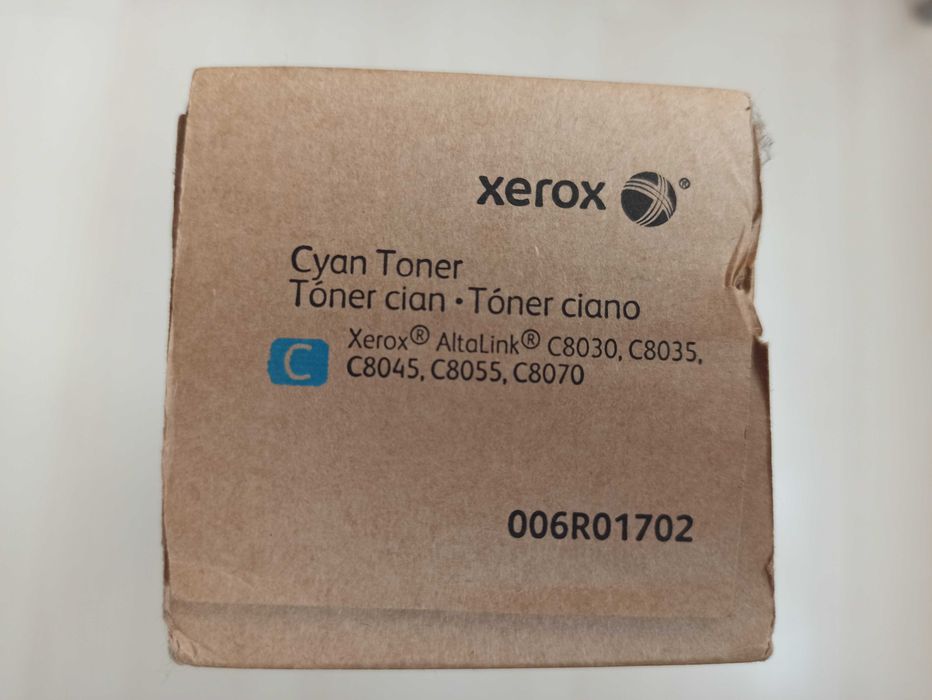 xerox ®
Cyan Toner
Tóner cian • Tóner ciano
C
Xerox® AltaLink® C8030, C8035,
C8045, C8055, C8070
006R01702